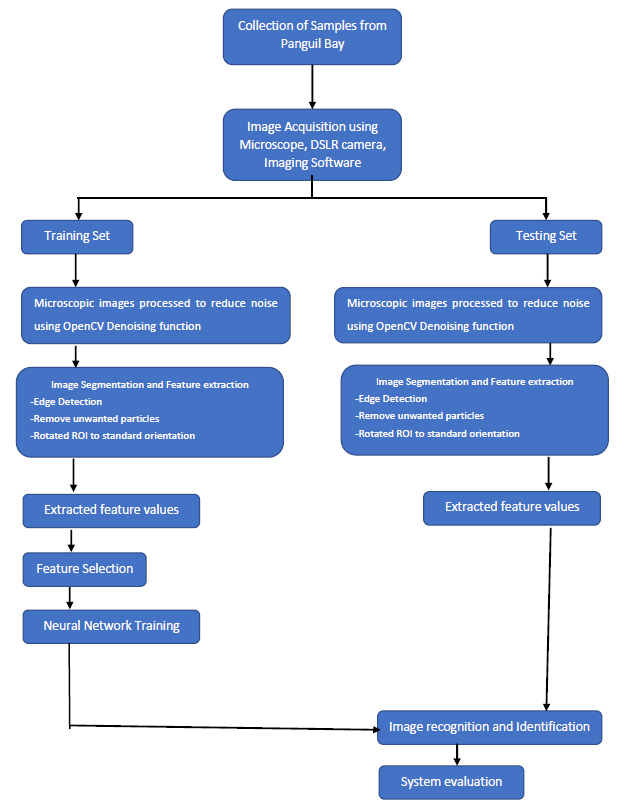 Collection of Samples from
Panguil Bay
Image Acquisition using
Microscope, DSLR camera,
Imaging Software
Training Set
Testing Set
Microscopic images processed to reduce noise
using OpenCV Denoising function
Microscopic images processed to reduce noise
using OpenCV Denoising function
Image Segmentation and Feature extraction
-Edge Detection
-Remove unwanted particles
-Rotated ROI to standard orientation
Image Segmentation and Feature extraction
-Edge Detection
-Remove unwanted particles
-Rotated ROI to standard orientation
Extracted feature values
Extracted feature values
Feature Selection
Neural Network Training
Image recognition and Identification
System evaluation